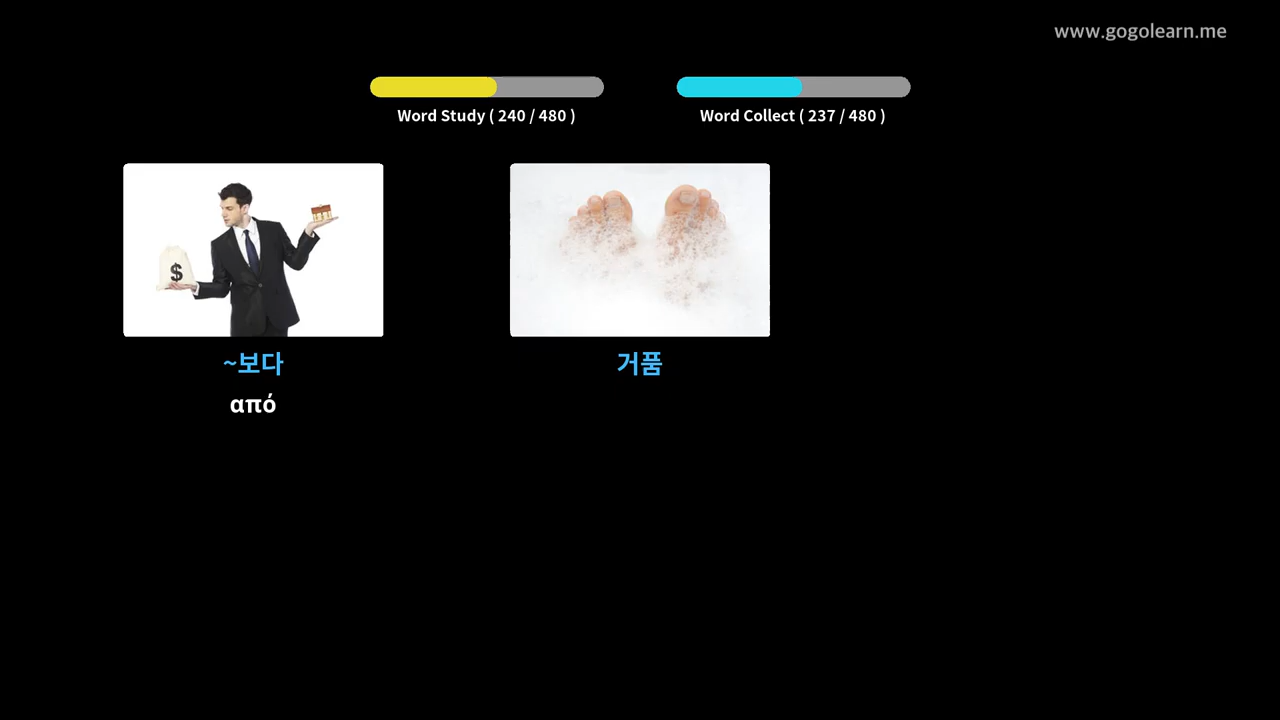 www.gogolearn.me
Word Study ( 240 / 480 )
Word Collect ( 237 / 480 )
$
~보다
από
거품